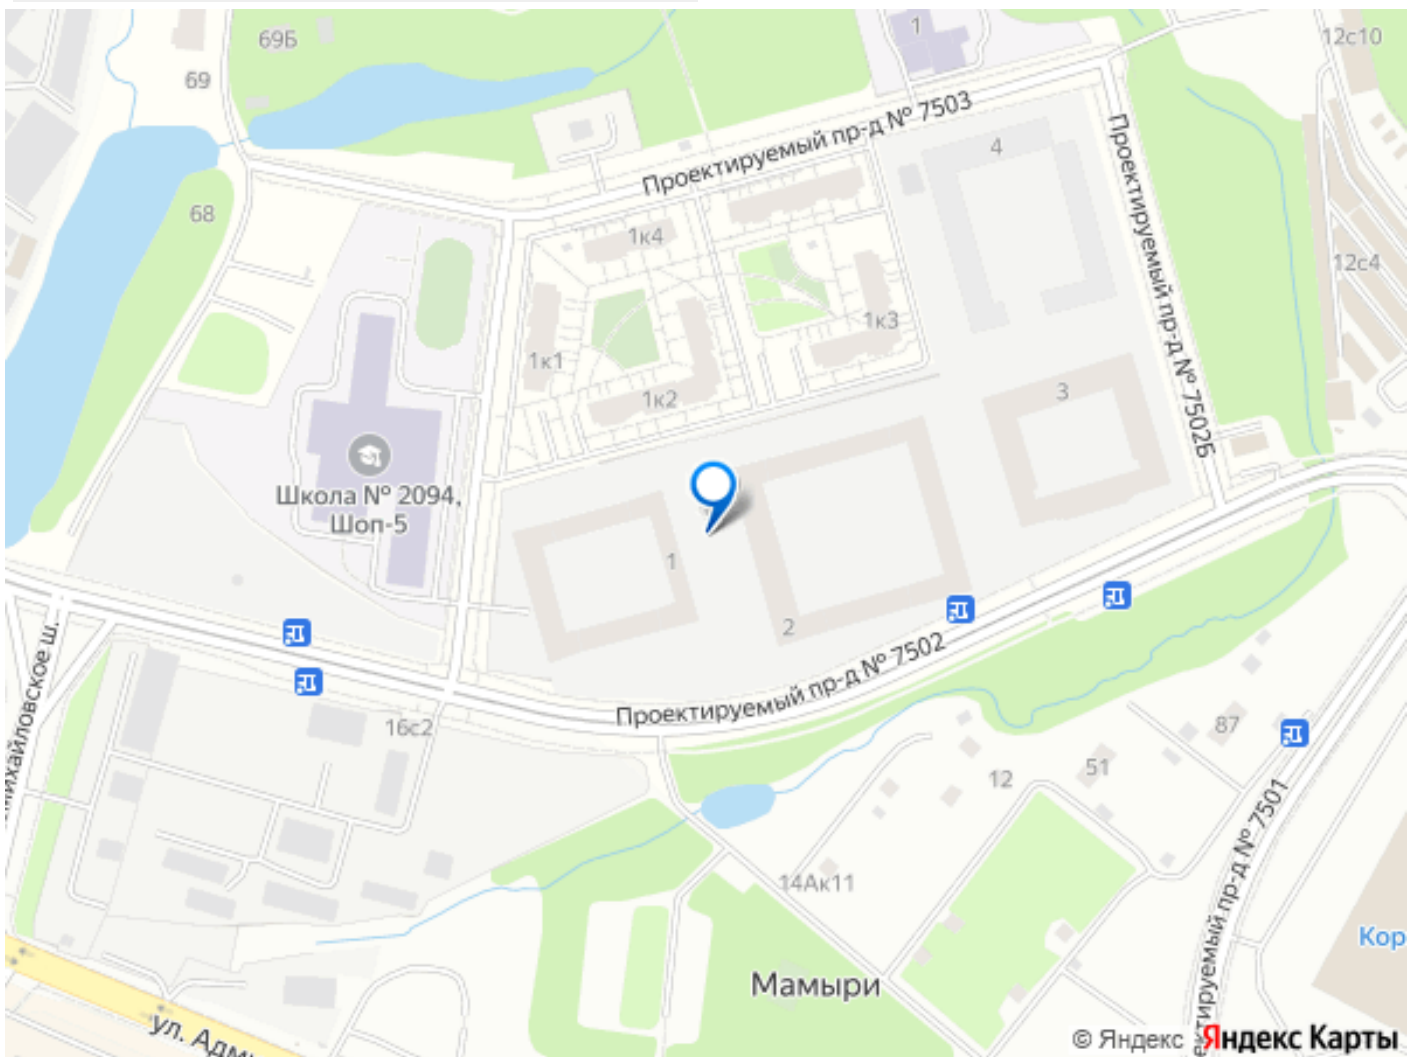 69Б
1
12с10
69
Проектируемый пр-д № 7503
4
Проектируемый пр-д № 7502Б
68
1к4
12с4
1к3
1к1
1к2
3
Школа № 2094,
Шоп-5
1
2
Проектируемый пр-д № 7502
16с2
михайловское ш.
87
51
12
Проектируемый пр-д № 7501
14Ак11
Кор
Мамыри
ул. Адми
© Яндекс Яндекс Карты